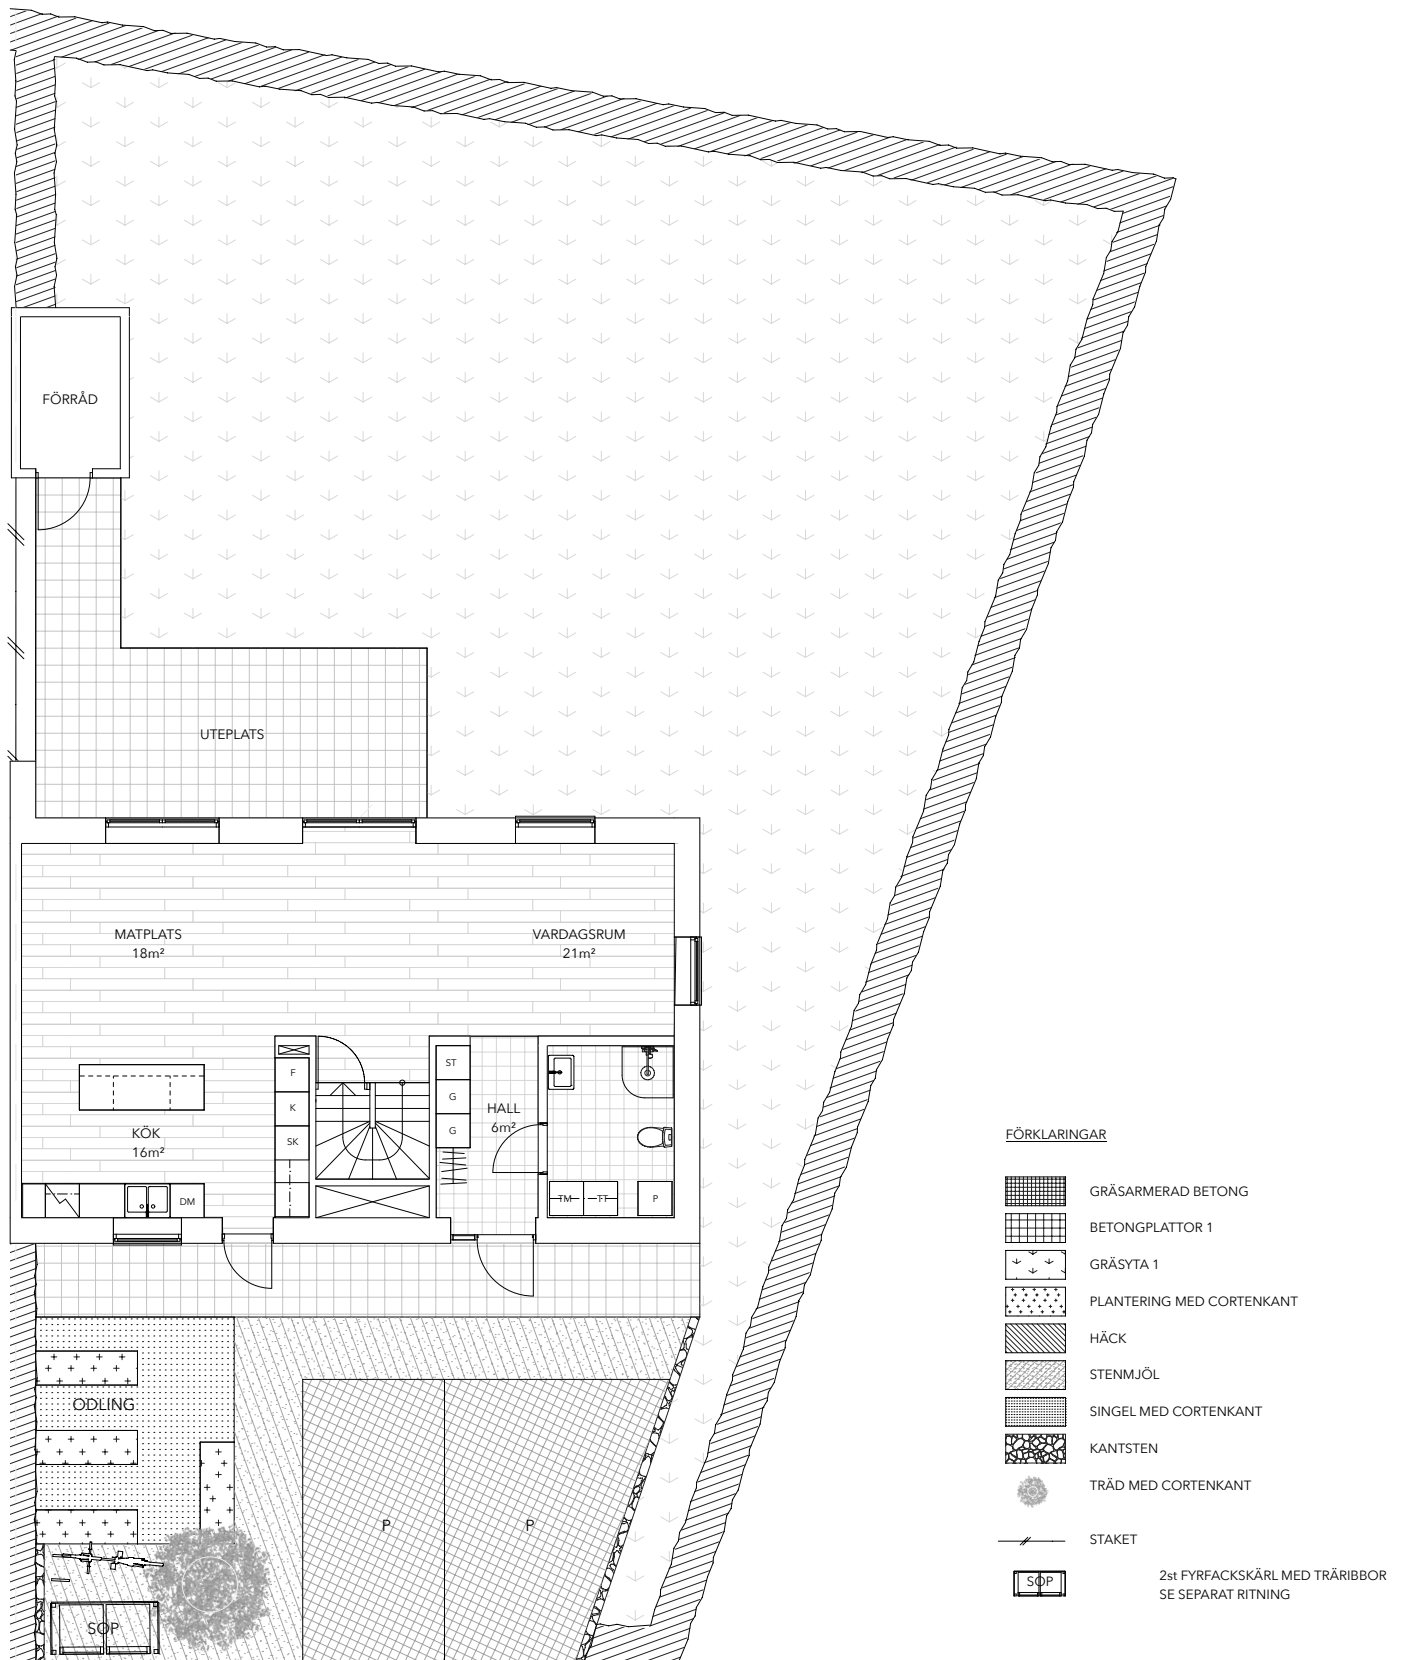 FÖRRÅD
UTEPLATS
MATPLATS
18m²
VARDAGSRUM
21m²
F
K
SK
ST
G
G
HALL
6m²
KÖK
16m²
DM
TM
TT
P
ODLING
P
P
SOP
FÖRKLARINGAR
GRÄSARMERAD BETONG
BETONGPLATTOR 1
GRÄSYTA 1
PLANTERING MED CORTENKANT
HÄCK
STENMJÖL
SINGEL MED CORTENKANT
KANTSTEN
TRÄD MED CORTENKANT
STAKET
SOP
2st FYRFACKSKÄRL MED TRÄRIBBOR
SE SEPARAT RITNING